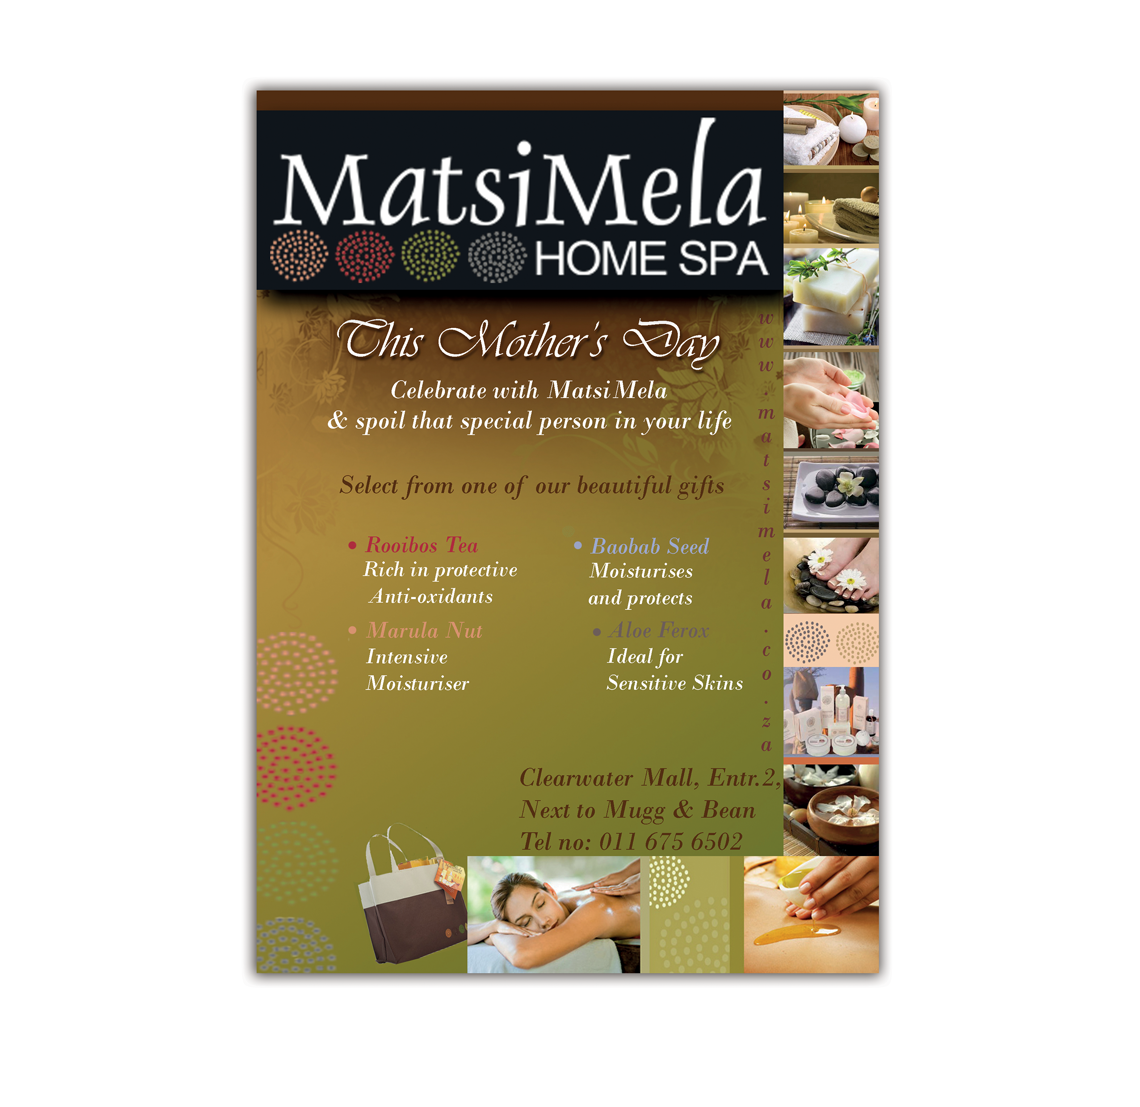 MatsiMela
HOME SPA
This Mother's Day
Celebrate with MatsiMela
& spoil that special person in your life
Select from one of our beautiful gifts
• Rooibos Tea
Rich in protective
Anti-oxidants
• Marula Nut
Intensive
Moisturiser
• Baobab Seed
Moisturises
and protects
• Aloe Ferox
Ideal for
Sensitive Skins
www.matsimela.co.za
Clearwater Mall, Entr.2,
Next to Mugg & Bean
Tel no: 011 675 6502